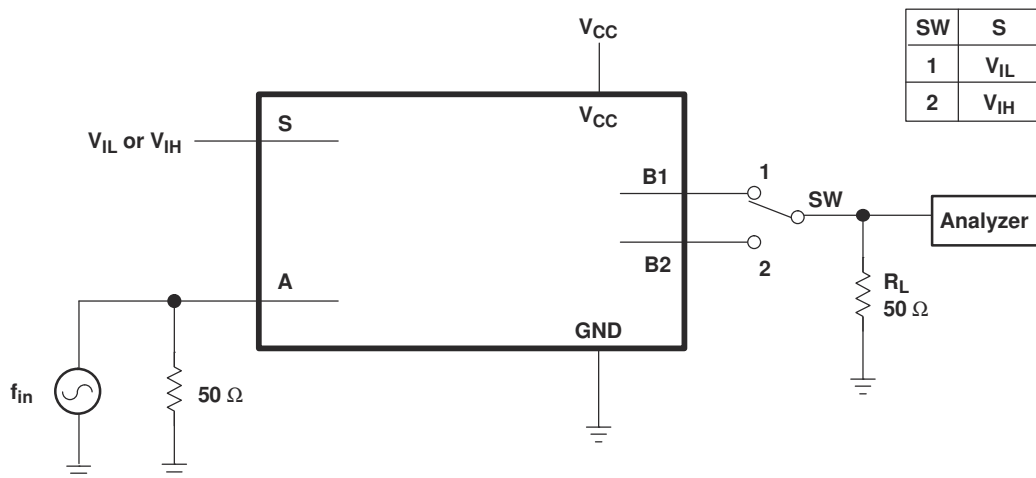 SW S
1 VIL
2 VIH
VCC
VCC
S
VIL or VIH
B1
1
SW
Analyzer
B2
2
A
RL
50 Ω
GND
fin
50 Ω